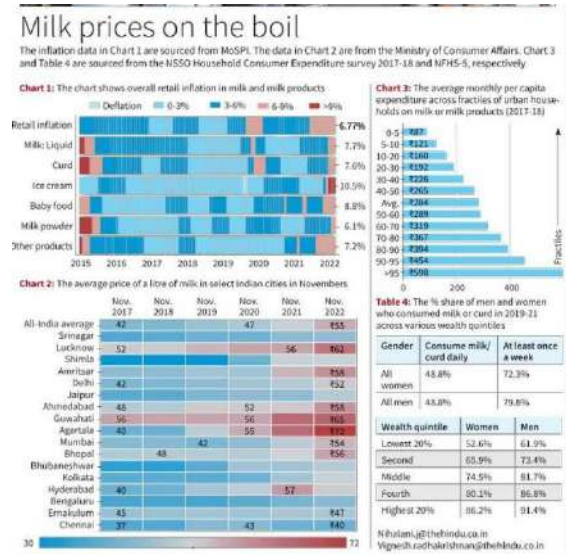 Milk prices on the boil
The inflation data in Chart 1 are sourced from MoSPI. The data in Chart 2 are from the Ministry of Consumer Affairs. Chart 3
and Table 4 are sourced from the NSSO Household Consumer Expenditure survey 2017-18 and NFHS-5, respectively
Chart 1: The chart shows overall retail inflation in milk and milk products
Deflation 0-3% 3-6% 6-9% >9%
Retail inflation 6.77%
Milk: Liquid 7.7%
Curd 7.6%
Ice cream 10.5%
Baby food 8.8%
Milk powder 6.1%
Other products 7.2%
2015 2016 2017 2018 2019 2020 2021 2022
Chart 2: The average price of a litre of milk in select Indian cities in Novembers
Nov. 2017 Nov. 2018 Nov. 2019 Nov. 2020 Nov. 2021 Nov. 2022
All-India average 42 47 ₹55
Srinagar
Lucknow 52 56 ₹62
Shimla
Amritsar ₹58
Delhi 42 ₹52
Jaipur
Ahmedabad 48 52 ₹58
Guwahati 56 56 ₹65
Agartala 40 55 ₹72
Mumbai 42 ₹54
Bhopal 48 ₹56
Bhubaneshwar
Kolkata
Hyderabad 40 57
Bengaluru
Ernakulum 45 ₹47
Chennai 37 43 ₹40
30 72
Chart 3: The average monthly per capita
expenditure across fractiles of urban house-
holds on milk or milk products (2017-18)
0-5 ₹87
5-10 ₹121
10-20 ₹160
20-30 ₹192
30-40 ₹226
40-50 ₹265
Avg. ₹284
50-60 ₹289
60-70 ₹319
70-80 ₹367
80-90 ₹394
90-95 ₹454
>95 ₹598
0 200 400
Fractiles
Table 4: The % share of men and women
who consumed milk or curd in 2019-21
across various wealth quintiles
Gender Consume milk/ curd daily At least once a week
All women 48.8% 72.3%
All men 48.8% 79.8%
Wealth quintile Women Men
Lowest 20% 52.6% 61.9%
Second 65.9% 73.4%
Middle 74.5% 81.7%
Fourth 80.1% 86.8%
Highest 20% 86.2% 91.4%
Nihalani.j@thehindu.co.in
Vignesh.radhakrishnan@thehindu.co.in